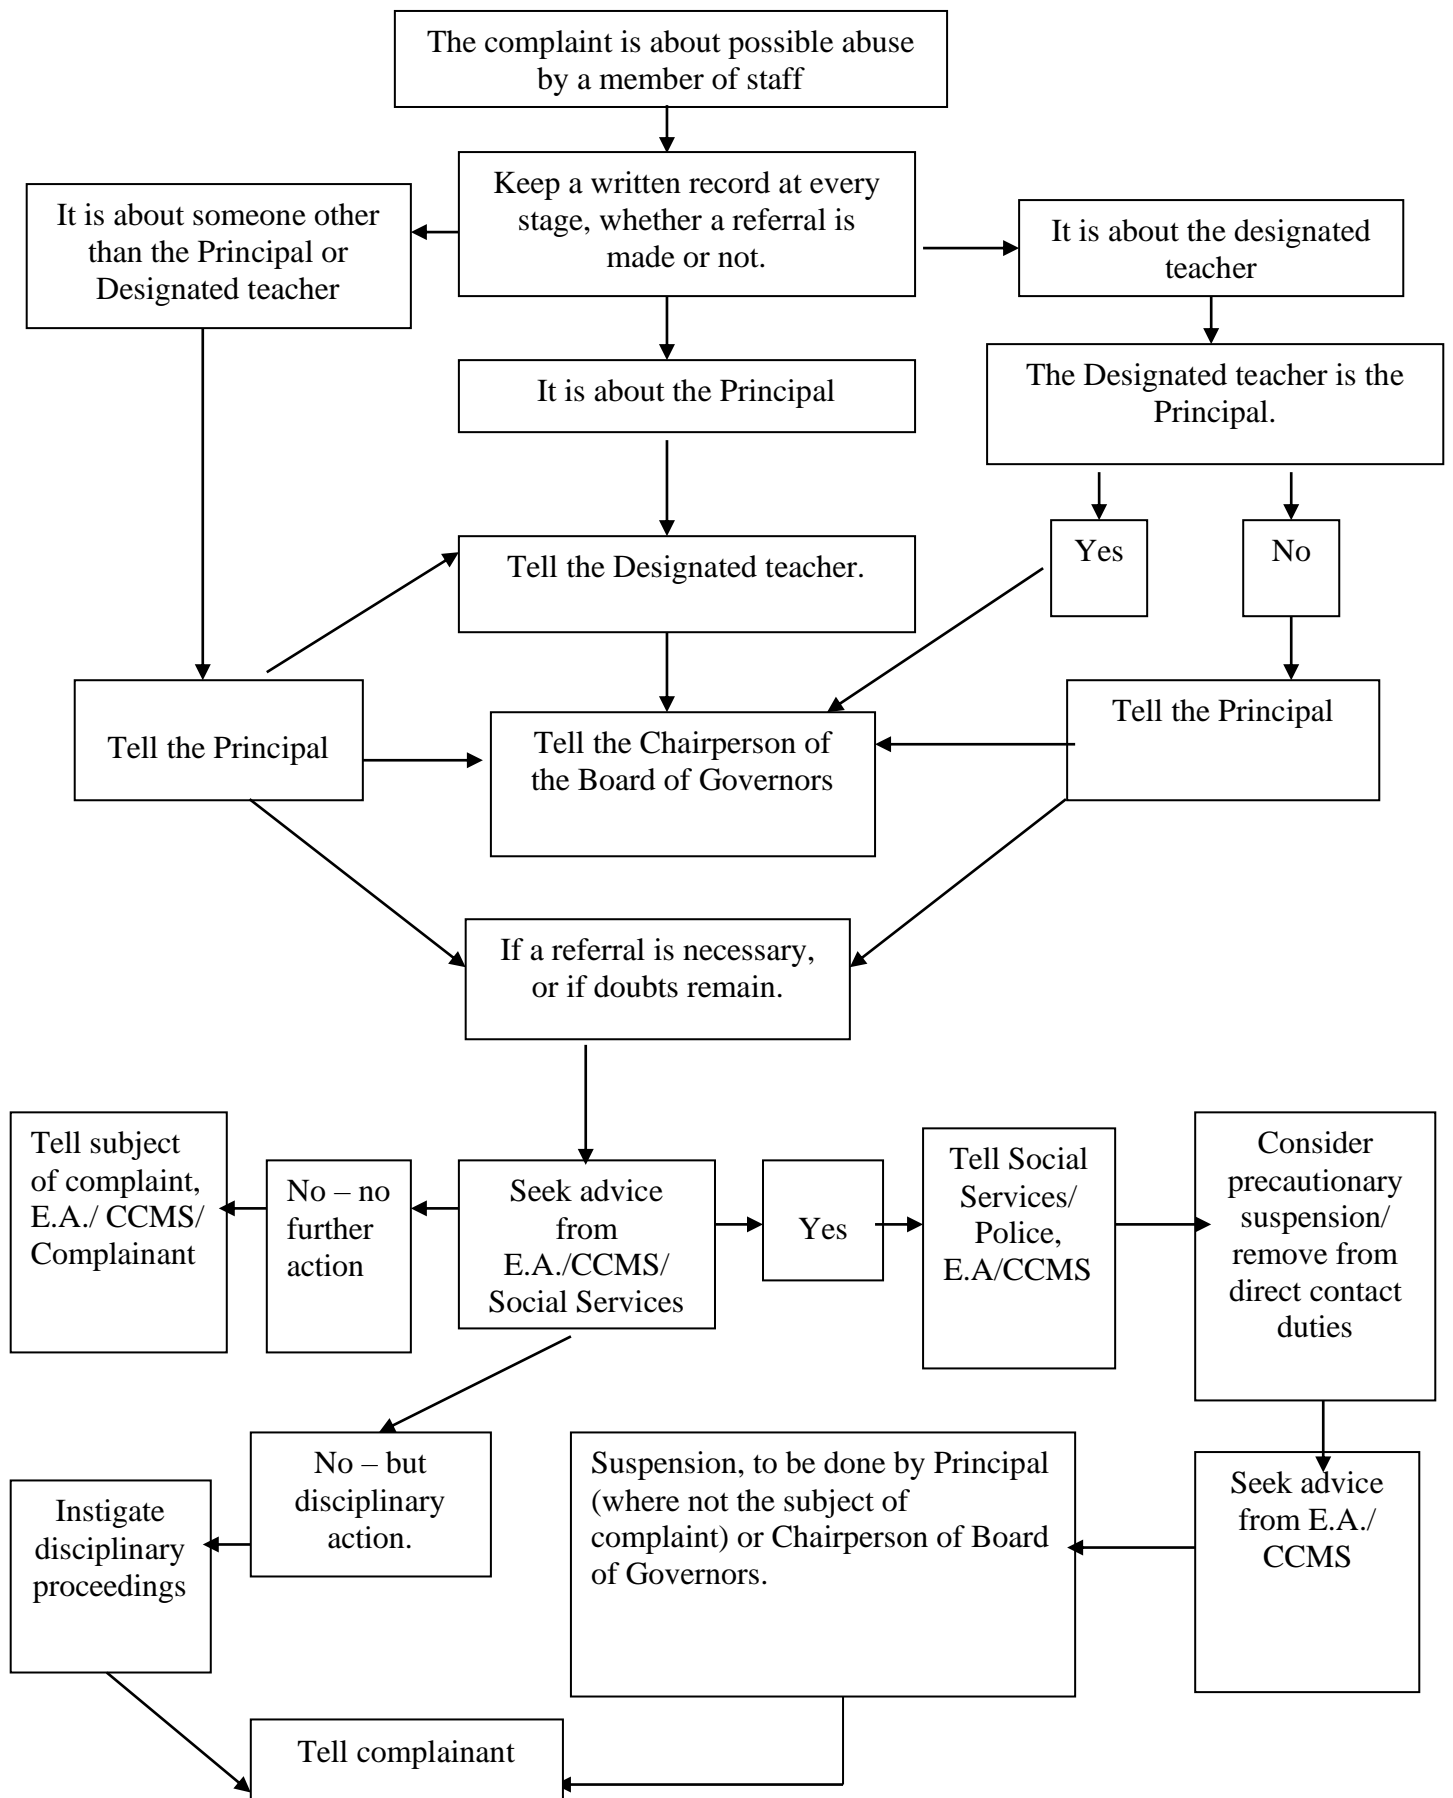 The complaint is about possible abuse
by a member of staff
Keep a written record at every
stage, whether a referral is
made or not.
It is about someone other
than the Principal or
Designated teacher
It is about the designated
teacher
It is about the Principal
The Designated teacher is the
Principal.
Yes
No
Tell the Designated teacher.
Tell the Principal
Tell the Chairperson of
the Board of Governors
Tell the Principal
If a referral is necessary,
or if doubts remain.
Tell subject
of complaint,
E.A./ CCMS/
Complainant
No – no
further
action
Seek advice
from
E.A./CCMS/
Social Services
Yes
Tell Social
Services/
Police,
E.A/CCMS
Consider
precautionary
suspension/
remove from
direct contact
duties
Instigate
disciplinary
proceedings
No – but
disciplinary
action.
Suspension, to be done by Principal
(where not the subject of
complaint) or Chairperson of Board
of Governors.
Seek advice
from E.A./
CCMS
Tell complainant